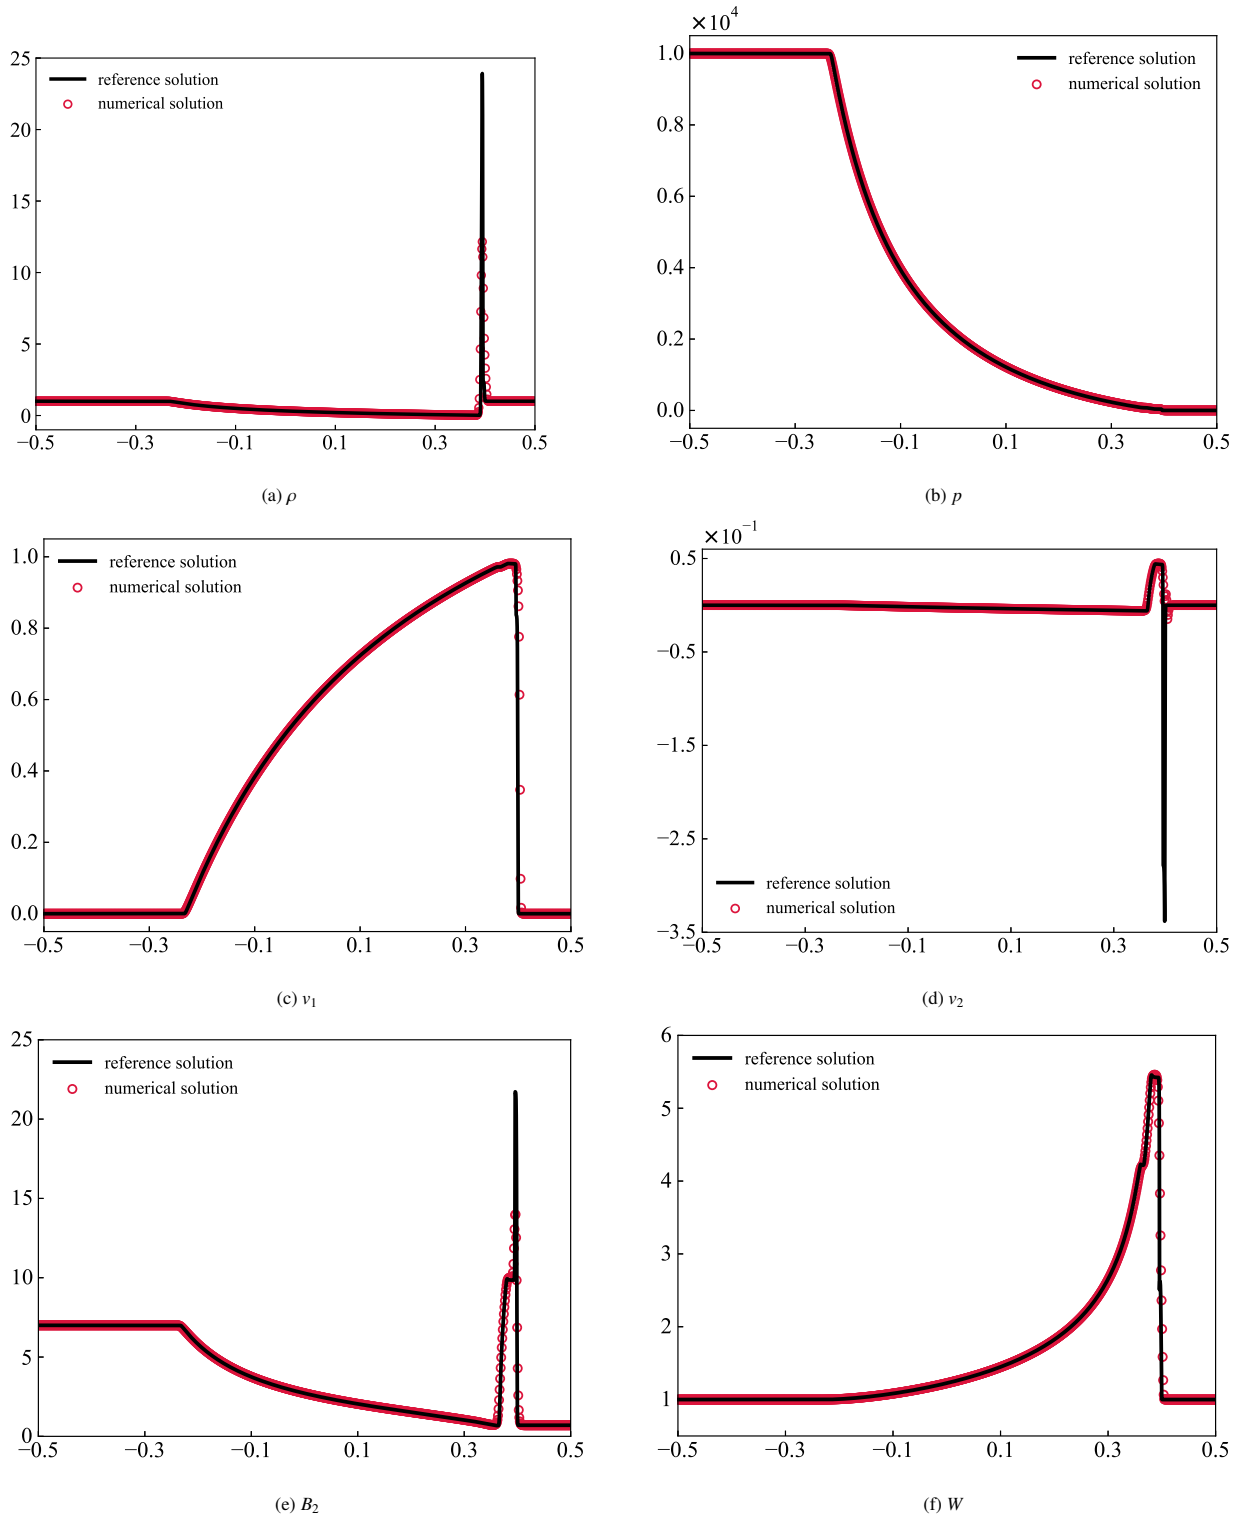 25
20
15
10
5
0
−0.5 −0.3 −0.1 0.1 0.3 0.5
reference solution
numerical solution
(a) ρ
×10⁴
1.0
0.8
0.6
0.4
0.2
0.0
−0.5 −0.3 −0.1 0.1 0.3 0.5
reference solution
numerical solution
(b) p
1.0
0.8
0.6
0.4
0.2
0.0
−0.5 −0.3 −0.1 0.1 0.3 0.5
reference solution
numerical solution
(c) v₁
×10⁻¹
0.5
−0.5
−1.5
−2.5
−3.5
−0.5 −0.3 −0.1 0.1 0.3 0.5
reference solution
numerical solution
(d) v₂
25
20
15
10
5
0
−0.5 −0.3 −0.1 0.1 0.3 0.5
reference solution
numerical solution
(e) B₂
6
5
4
3
2
1
−0.5 −0.3 −0.1 0.1 0.3 0.5
reference solution
numerical solution
(f) W